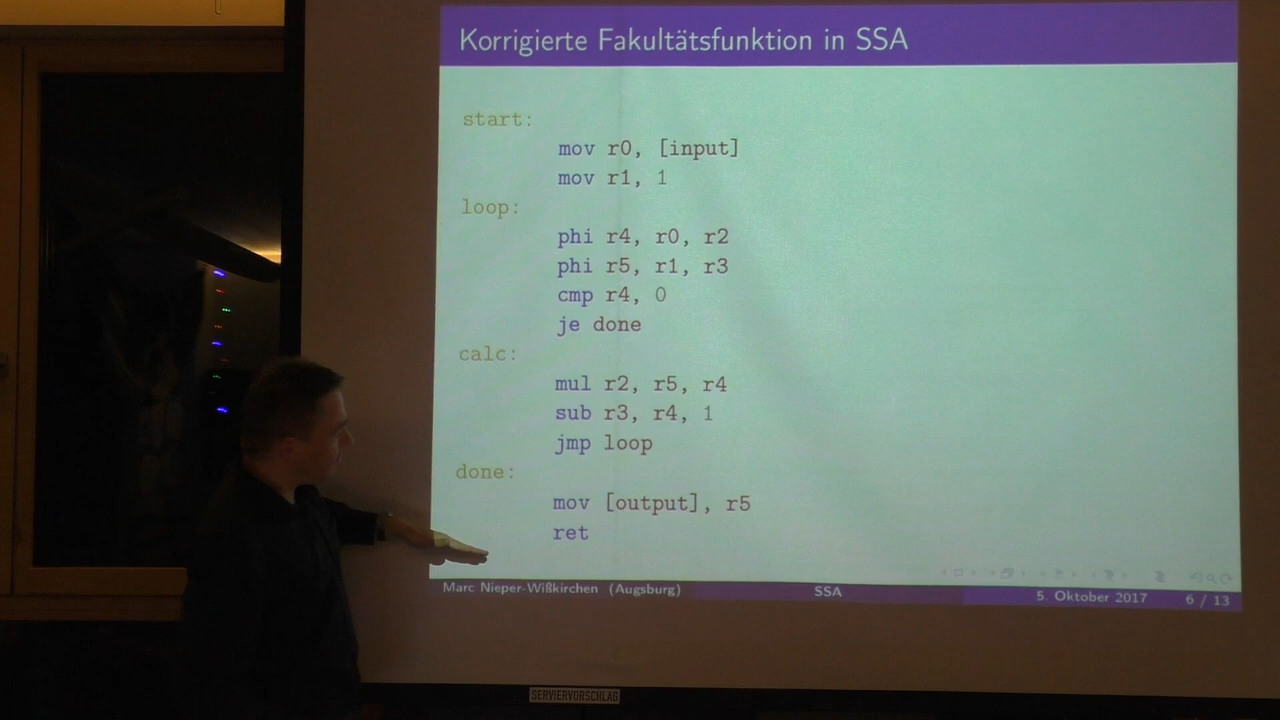 Korrigierte Fakultätsfunktion in SSA
start:
mov r0, [input]
mov r1, 1
loop:
phi r4, r0, r2
phi r5, r1, r3
cmp r4, 0
je done
calc:
mul r2, r5, r4
sub r3, r4, 1
jmp loop
done:
mov [output], r5
ret
Marc Nieper-Wißkirchen (Augsburg) SSA 5. Oktober 2017 6 / 13
SERVIERVORSCHLAG